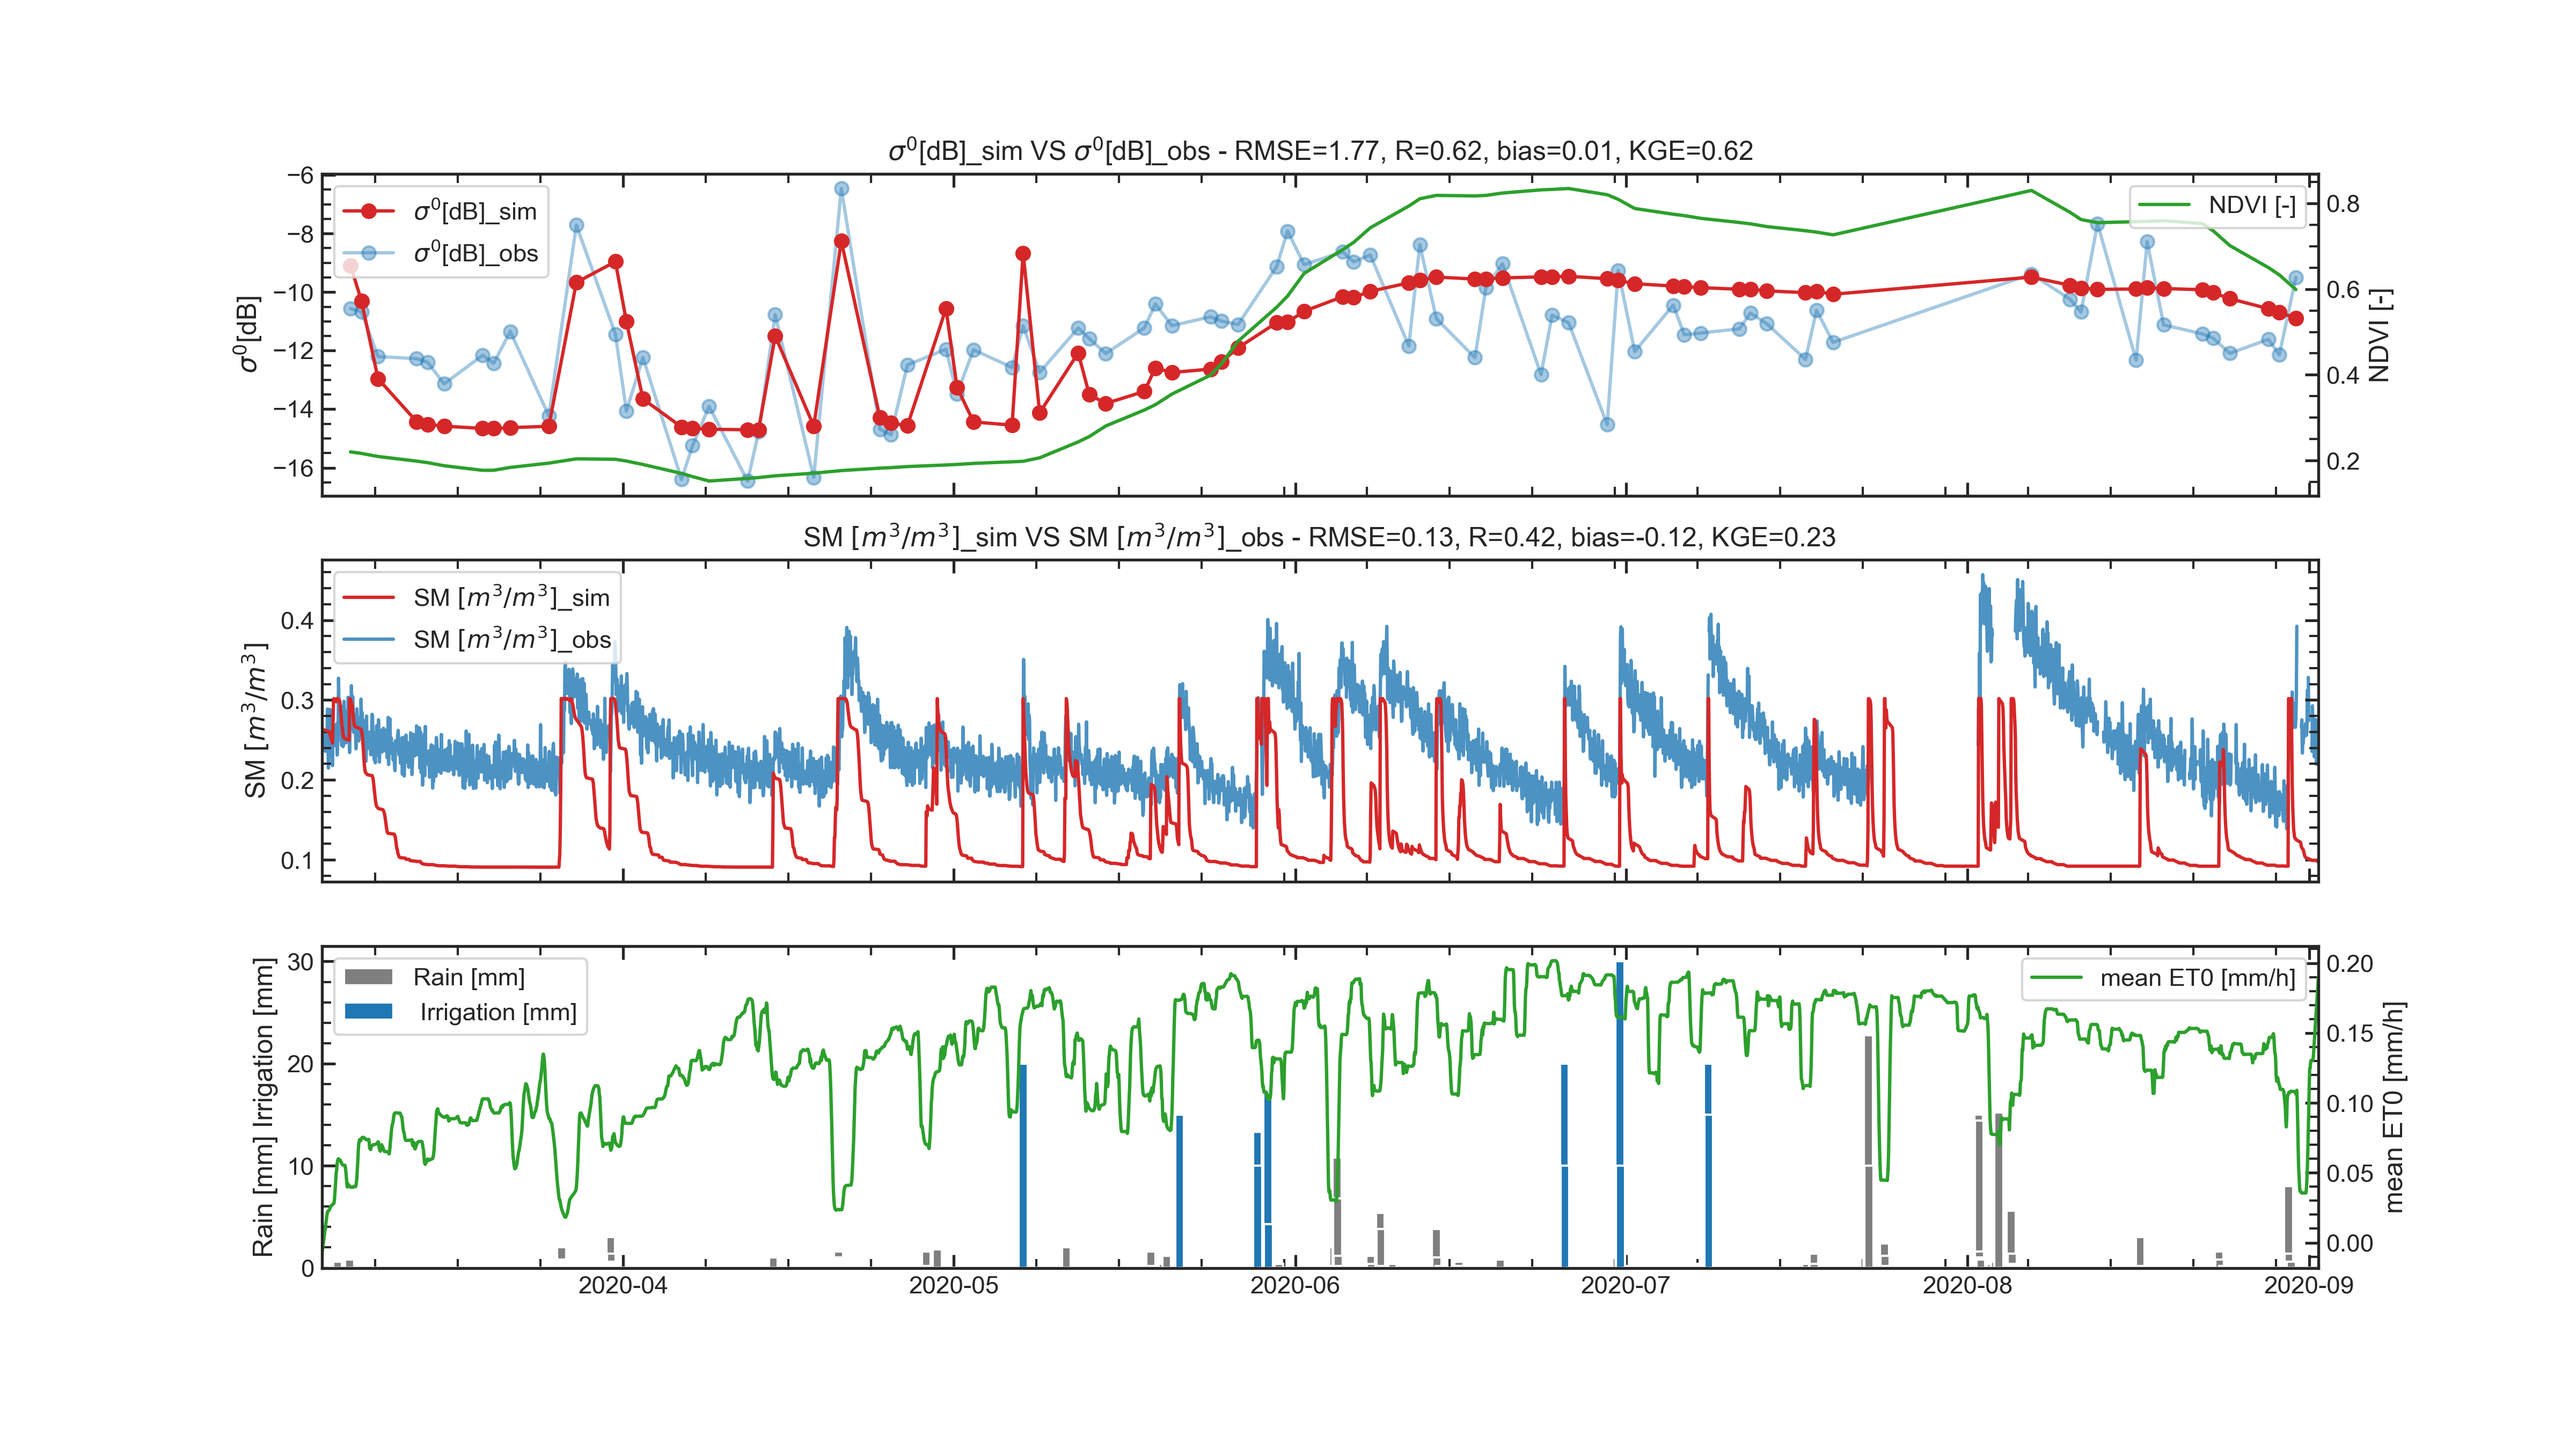 σ⁰[dB]_sim VS σ⁰[dB]_obs - RMSE=1.77, R=0.62, bias=0.01, KGE=0.62
σ⁰[dB]_sim
σ⁰[dB]_obs
NDVI [-]
σ⁰[dB]
−6
−8
−10
−12
−14
−16
0.8
0.6
0.4
0.2
NDVI [-]
SM [m³/m³]_sim VS SM [m³/m³]_obs - RMSE=0.13, R=0.42, bias=-0.12, KGE=0.23
SM [m³/m³]_sim
SM [m³/m³]_obs
SM [m³/m³]
0.4
0.3
0.2
0.1
Rain [mm]
Irrigation [mm]
mean ET0 [mm/h]
Rain [mm] Irrigation [mm]
30
20
10
0
0.20
0.15
0.10
0.05
0.00
mean ET0 [mm/h]
2020-04
2020-05
2020-06
2020-07
2020-08
2020-09